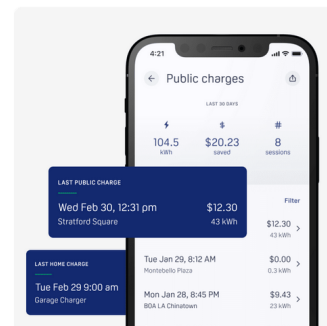 4:21
Public charges
LAST 30 DAYS
104.5
kWh
$20.23
saved
#
8
sessions
LAST PUBLIC CHARGE
Wed Feb 30, 12:31 pm $12.30
Stratford Square 43 kWh
Filter
$12.30
43 kWh
LAST HOME CHARGE
Tue Feb 29 9:00 am
Garage Charger
Tue Jan 29, 8:12 AM $0.00
Montebello Plaza 0.3 kWh
Mon Jan 28, 8:45 PM $9.43
BOA LA Chinatown 23 kWh